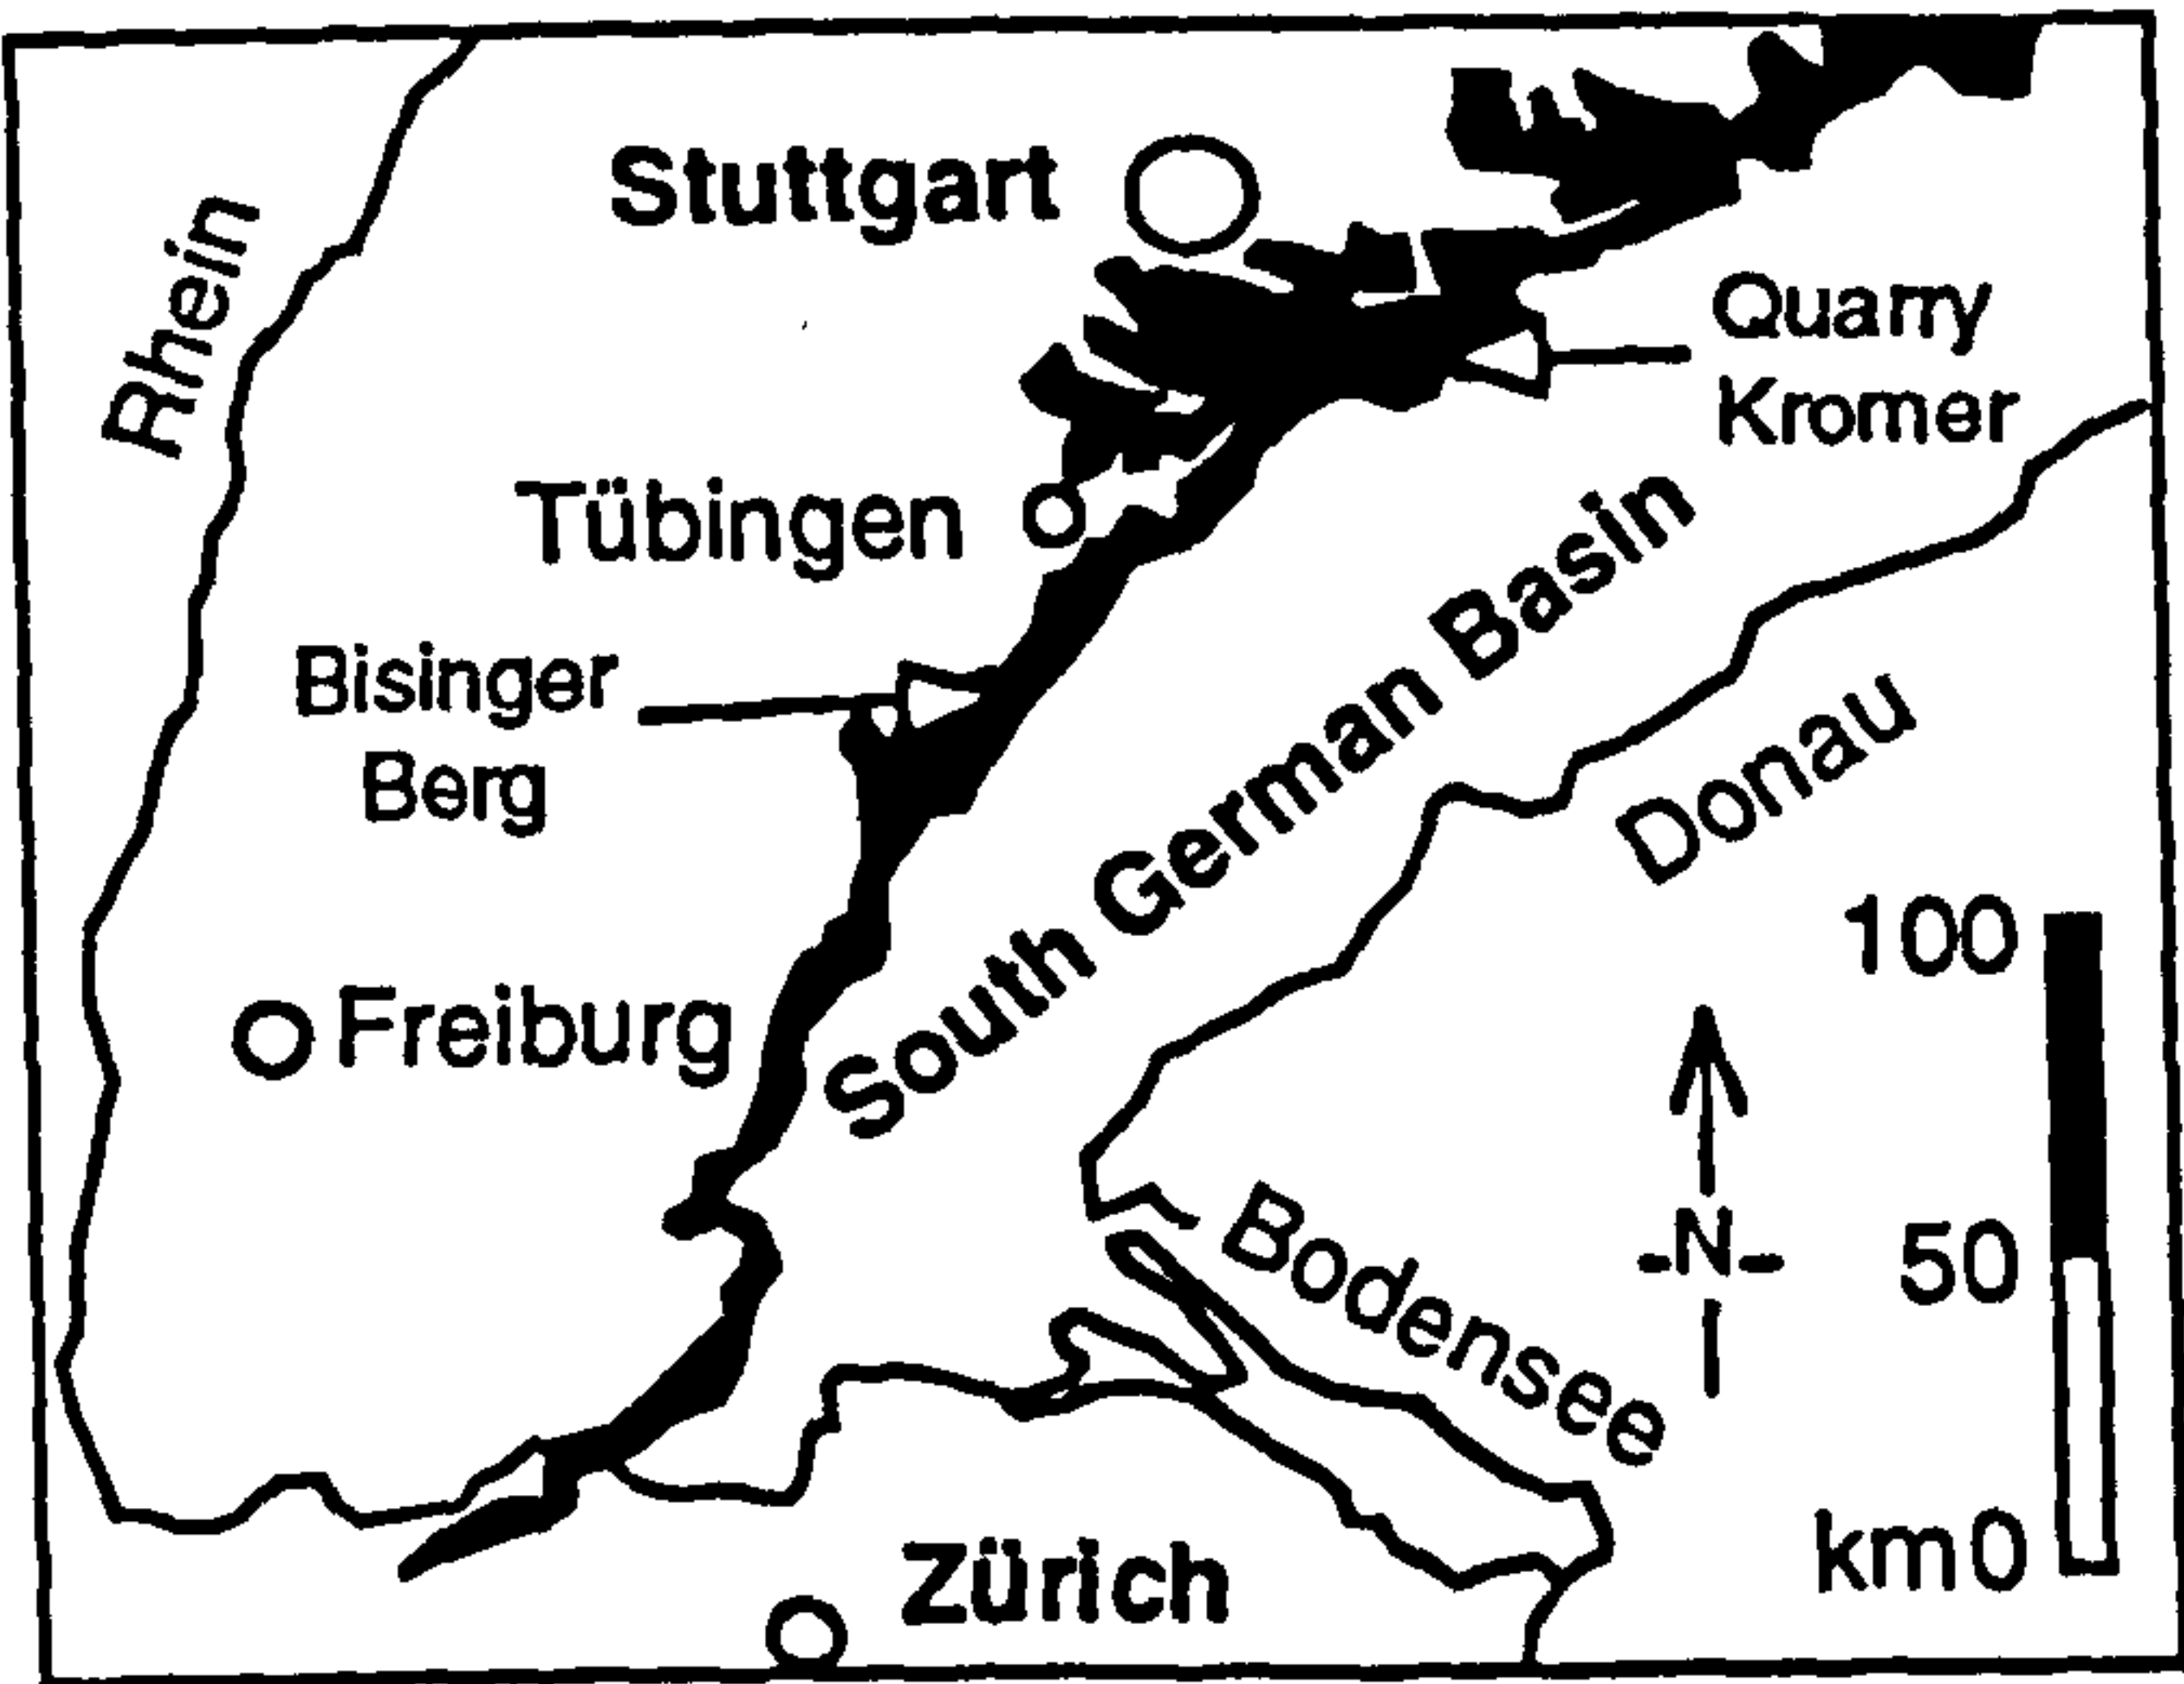 Stuttgart
Rhein
Quarry
Kromer
Tübingen
Bisinger
Berg
South German Basin
Donau
100
Freiburg
50
-N-
Bodensee
km0
Zürich